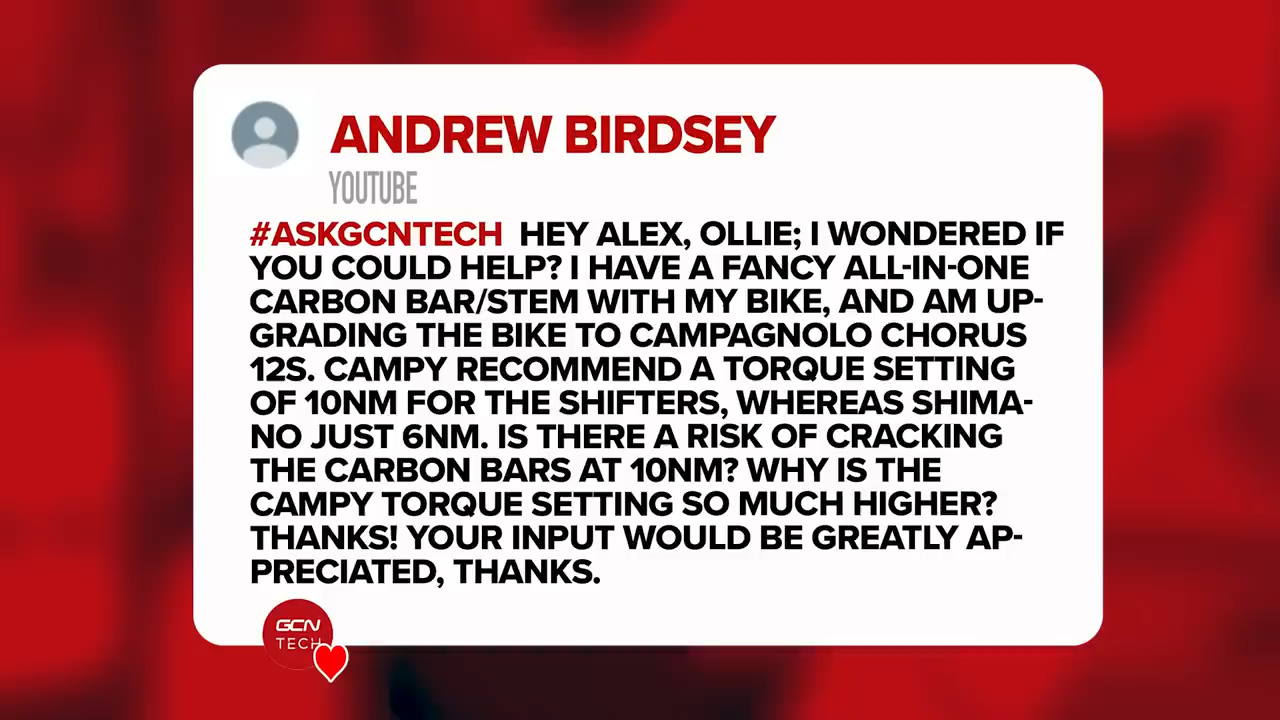 ANDREW BIRDSEY
YOUTUBE
#ASKGCNTECH HEY ALEX, OLLIE; I WONDERED IF
YOU COULD HELP? I HAVE A FANCY ALL-IN-ONE
CARBON BAR/STEM WITH MY BIKE, AND AM UP-
GRADING THE BIKE TO CAMPAGNOLO CHORUS
12S. CAMPY RECOMMEND A TORQUE SETTING
OF 10NM FOR THE SHIFTERS, WHEREAS SHIMA-
NO JUST 6NM. IS THERE A RISK OF CRACKING
THE CARBON BARS AT 10NM? WHY IS THE
CAMPY TORQUE SETTING SO MUCH HIGHER?
THANKS! YOUR INPUT WOULD BE GREATLY AP-
PRECIATED, THANKS.
GCN
TECH